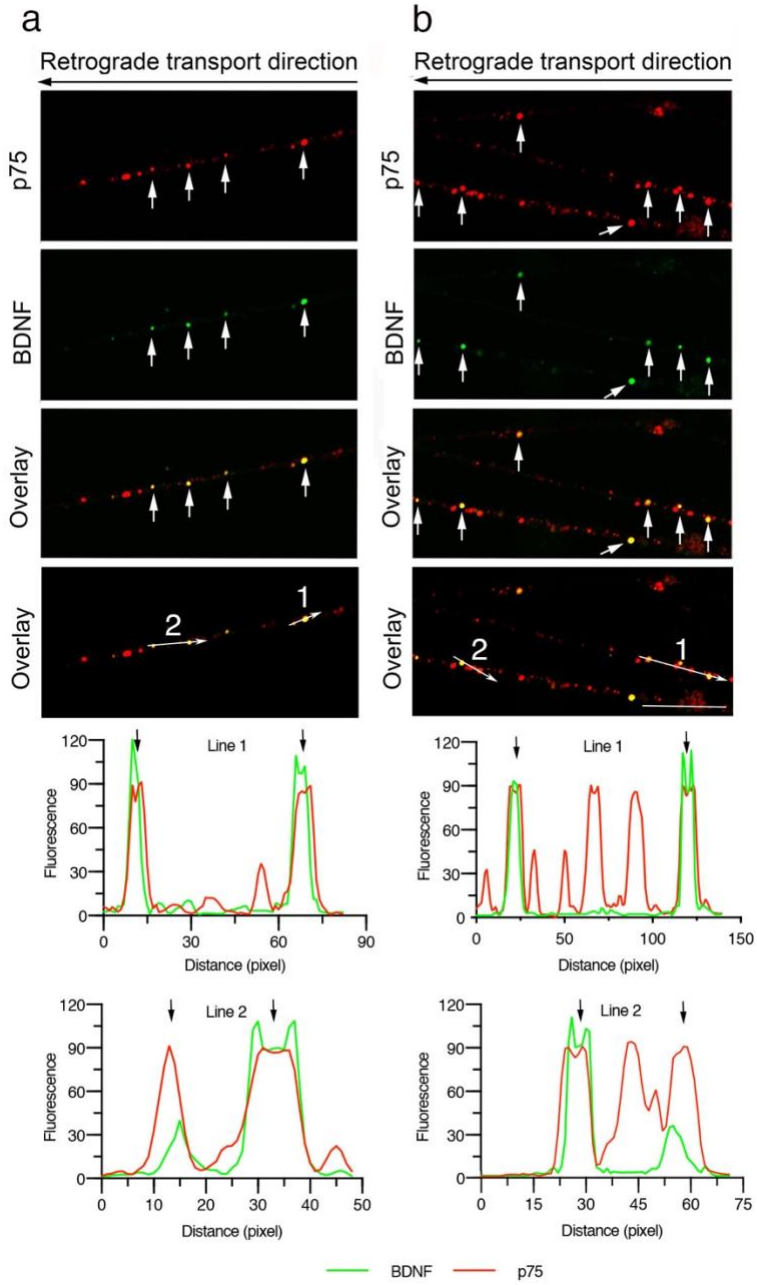 a
b
Retrograde transport direction
Retrograde transport direction
p75
p75
BDNF
BDNF
Overlay
Overlay
Overlay
2
1
Overlay
2
1
120
90
60
30
0
Fluorescence
Line 1
0
30
60
90
Distance (pixel)
120
90
60
30
0
Fluorescence
Line 1
0
50
100
150
Distance (pixel)
120
90
60
30
0
Fluorescence
Line 2
0
10
20
30
40
50
Distance (pixel)
120
90
60
30
0
Fluorescence
Line 2
0
15
30
45
60
75
Distance (pixel)
BDNF
p75